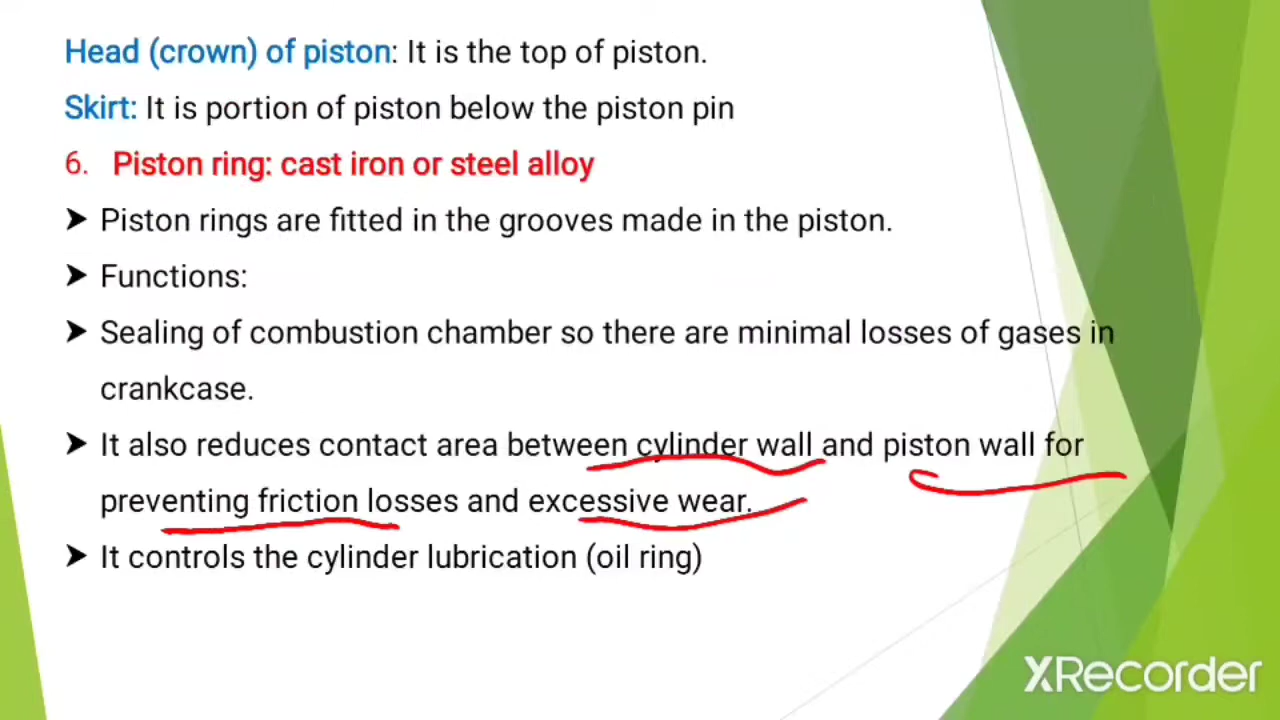 Head (crown) of piston: It is the top of piston.
Skirt: It is portion of piston below the piston pin
6. Piston ring: cast iron or steel alloy
➤ Piston rings are fitted in the grooves made in the piston.
➤ Functions:
➤ Sealing of combustion chamber so there are minimal losses of gases in
crankcase.
➤ It also reduces contact area between cylinder wall and piston wall for
preventing friction losses and excessive wear.
➤ It controls the cylinder lubrication (oil ring)
XRecorder